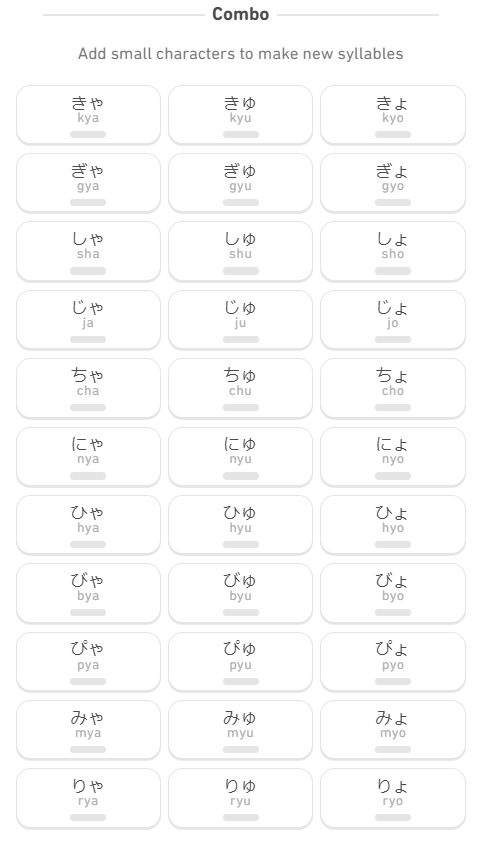 Combo
Add small characters to make new syllables
きゃ きゅ きょ
kya kyu kyo
ぎゃ ぎゅ ぎょ
gya gyu gyo
しゃ しゅ しょ
sha shu sho
じゃ じゅ じょ
ja ju jo
ちゃ ちゅ ちょ
cha chu cho
にゃ にゅ にょ
nya nyu nyo
ひゃ ひゅ ひょ
hya hyu hyo
びゃ びゅ びょ
bya byu byo
ぴゃ ぴゅ ぴょ
pya pyu pyo
みゃ みゅ みょ
mya myu myo
りゃ りゅ りょ
rya ryu ryo